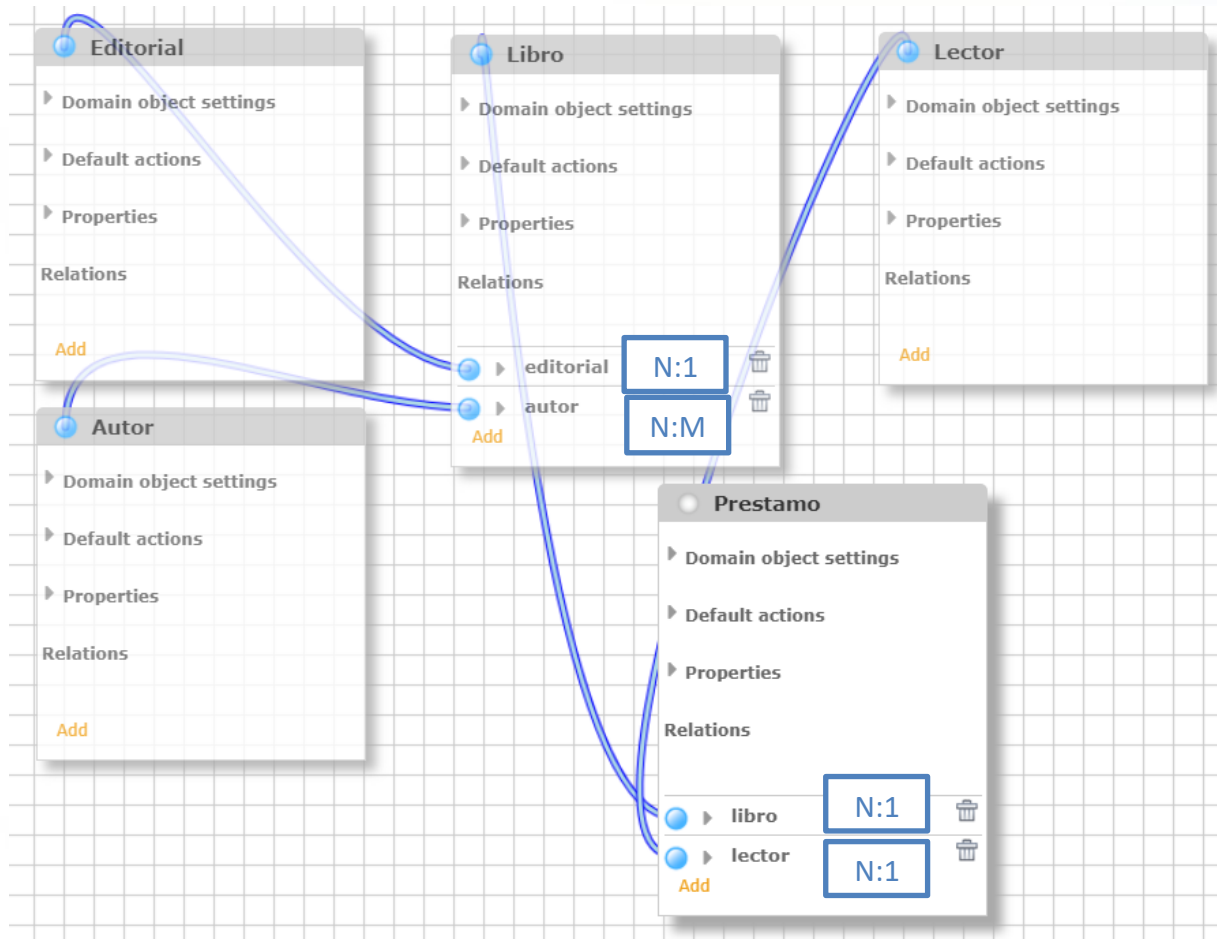 Editorial
Domain object settings
Default actions
Properties
Relations
Add
Libro
Domain object settings
Default actions
Properties
Relations
editorial N:1
autor N:M
Add
Lector
Domain object settings
Default actions
Properties
Relations
Add
Autor
Domain object settings
Default actions
Properties
Relations
Add
Prestamo
Domain object settings
Default actions
Properties
Relations
libro N:1
lector N:1
Add